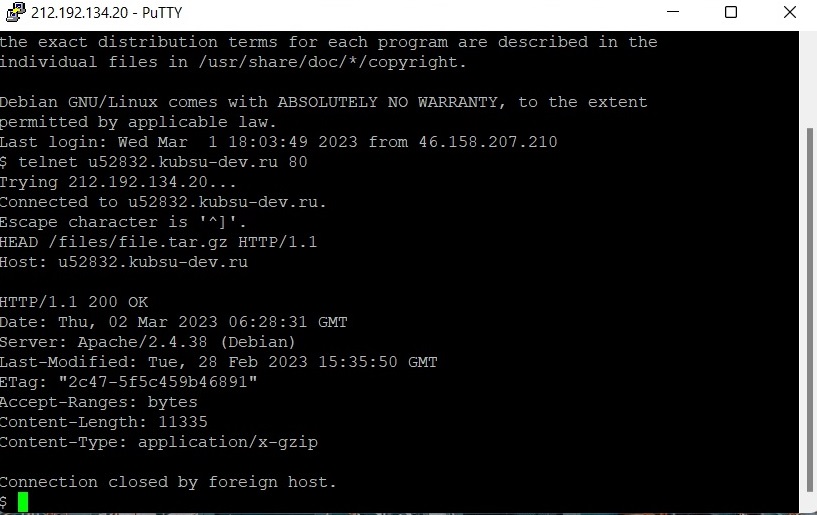 212.192.134.20 - PuTTY
the exact distribution terms for each program are described in the
individual files in /usr/share/doc/*/copyright.
Debian GNU/Linux comes with ABSOLUTELY NO WARRANTY, to the extent
permitted by applicable law.
Last login: Wed Mar  1 18:03:49 2023 from 46.158.207.210
$ telnet u52832.kubsu-dev.ru 80
Trying 212.192.134.20...
Connected to u52832.kubsu-dev.ru.
Escape character is '^]'.
HEAD /files/file.tar.gz HTTP/1.1
Host: u52832.kubsu-dev.ru
HTTP/1.1 200 OK
Date: Thu, 02 Mar 2023 06:28:31 GMT
Server: Apache/2.4.38 (Debian)
Last-Modified: Tue, 28 Feb 2023 15:35:50 GMT
ETag: "2c47-5f5c459b46891"
Accept-Ranges: bytes
Content-Length: 11335
Content-Type: application/x-gzip
Connection closed by foreign host.
$